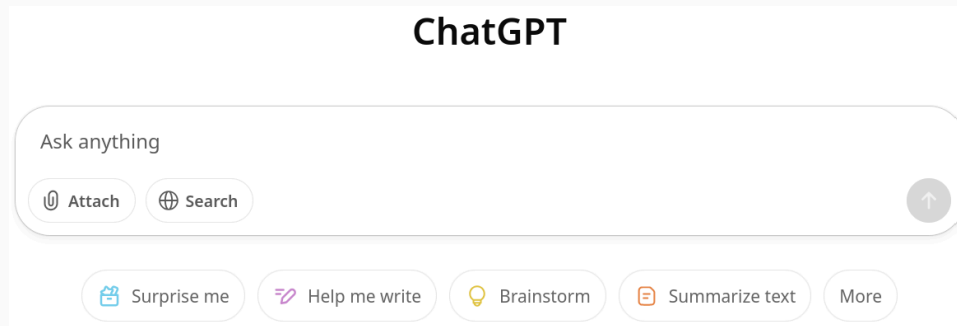 ChatGPT
Ask anything
Attach Search
Surprise me Help me write Brainstorm Summarize text More